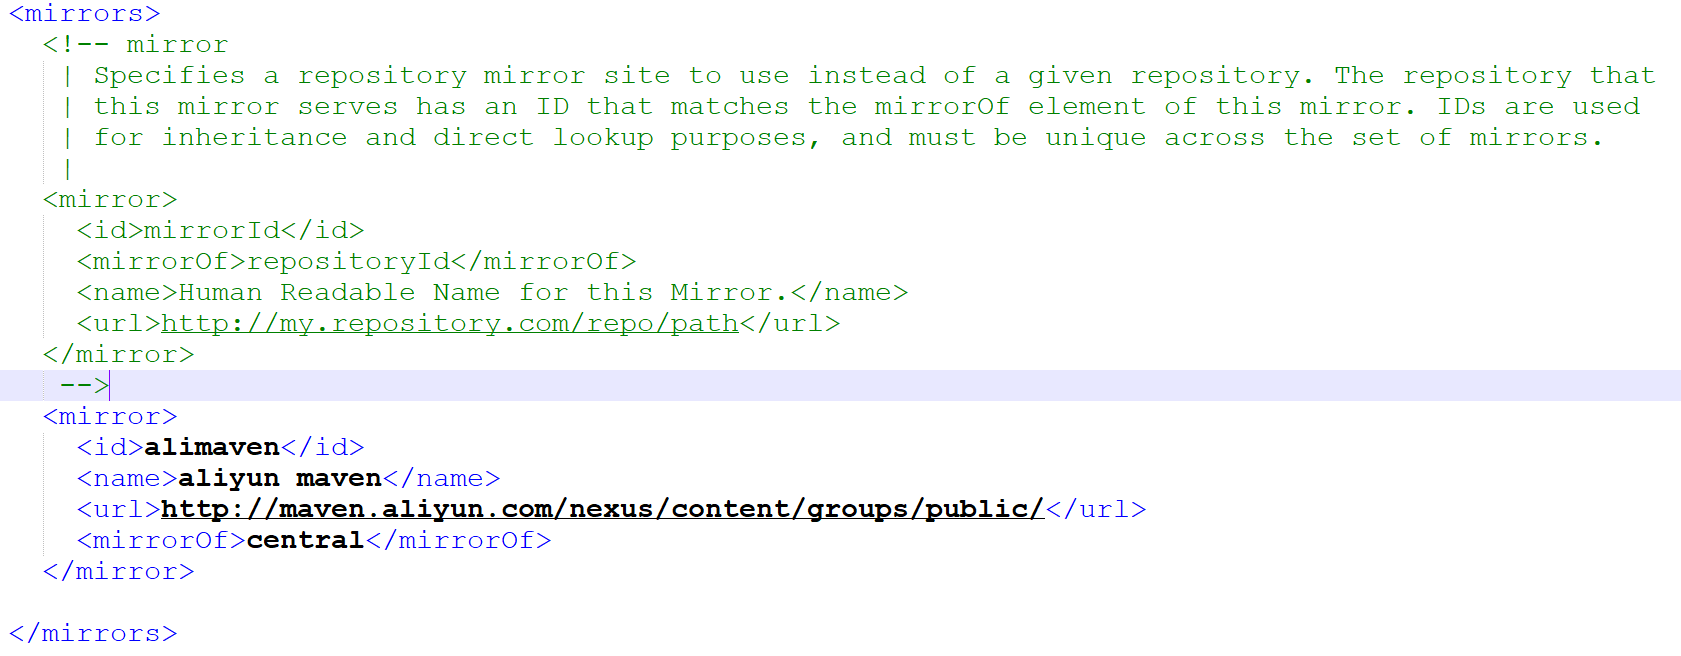 <mirrors>
<!-- mirror
| Specifies a repository mirror site to use instead of a given repository. The repository that
| this mirror serves has an ID that matches the mirrorOf element of this mirror. IDs are used
| for inheritance and direct lookup purposes, and must be unique across the set of mirrors.
|
<mirror>
<id>mirrorId</id>
<mirrorOf>repositoryId</mirrorOf>
<name>Human Readable Name for this Mirror.</name>
<url>http://my.repository.com/repo/path</url>
</mirror>
-->
<mirror>
<id>alimaven</id>
<name>aliyun maven</name>
<url>http://maven.aliyun.com/nexus/content/groups/public/</url>
<mirrorOf>central</mirrorOf>
</mirror>
</mirrors>